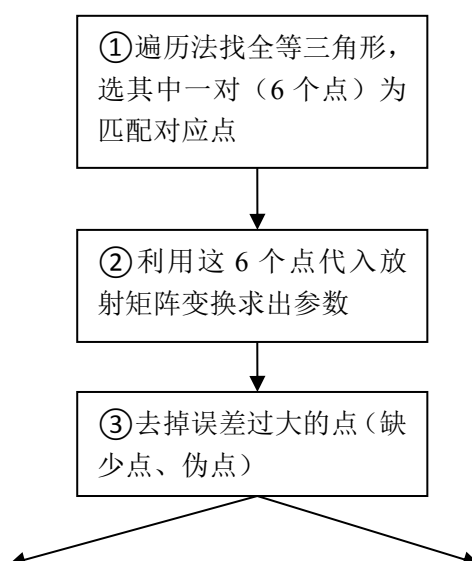 ①遍历法找全等三角形，
选其中一对（6 个点）为
匹配对应点
②利用这 6 个点代入放
射矩阵变换求出参数
③去掉误差过大的点（缺
少点、伪点）